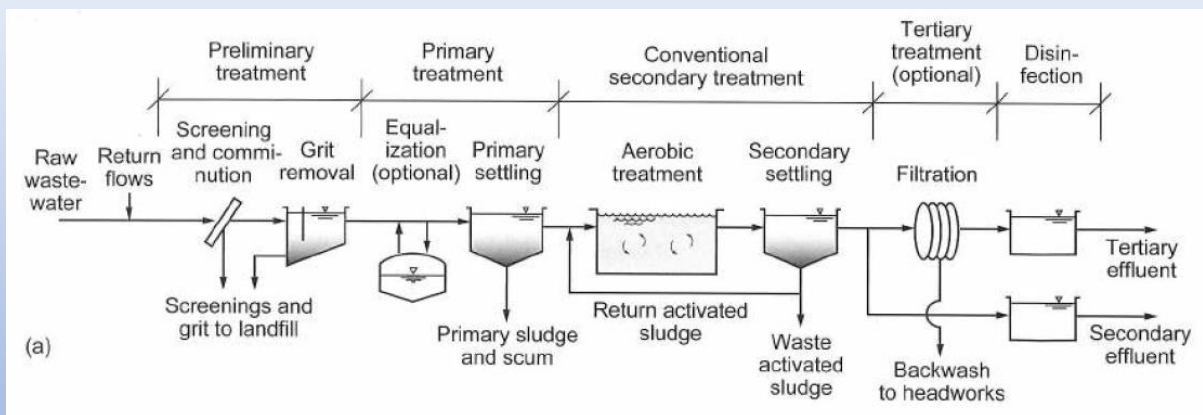 Preliminary
treatment
Primary
treatment
Conventional
secondary treatment
Tertiary
treatment
(optional)
Disin-
fection
Raw
waste-
water
Return
flows
Screening
and commi-
nution
Grit
removal
Equal-
ization
(optional)
Primary
settling
Aerobic
treatment
Secondary
settling
Filtration
Tertiary
effluent
Screenings and
grit to landfill
Primary sludge
and scum
Return activated
sludge
Waste
activated
sludge
Backwash
to headworks
Secondary
effluent
(a)